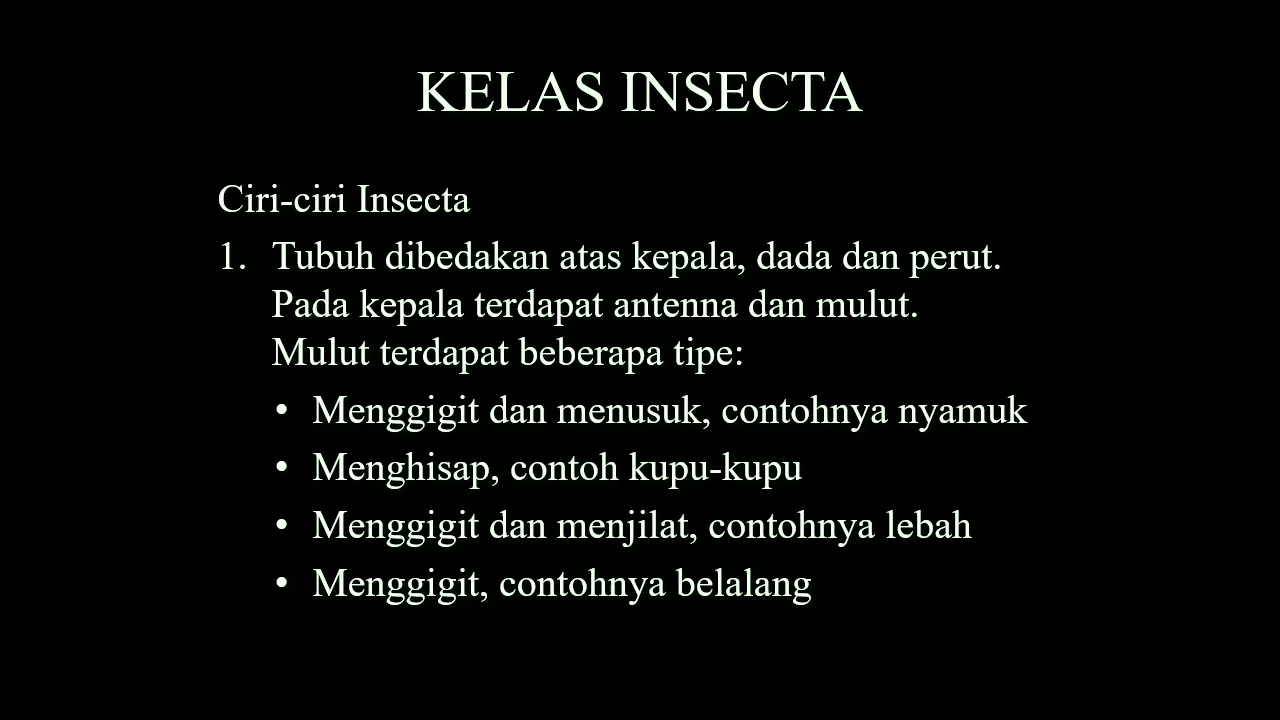 KELAS INSECTA
Ciri-ciri Insecta
1. Tubuh dibedakan atas kepala, dada dan perut.
Pada kepala terdapat antenna dan mulut.
Mulut terdapat beberapa tipe:
• Menggigit dan menusuk, contohnya nyamuk
• Menghisap, contoh kupu-kupu
• Menggigit dan menjilat, contohnya lebah
• Menggigit, contohnya belalang